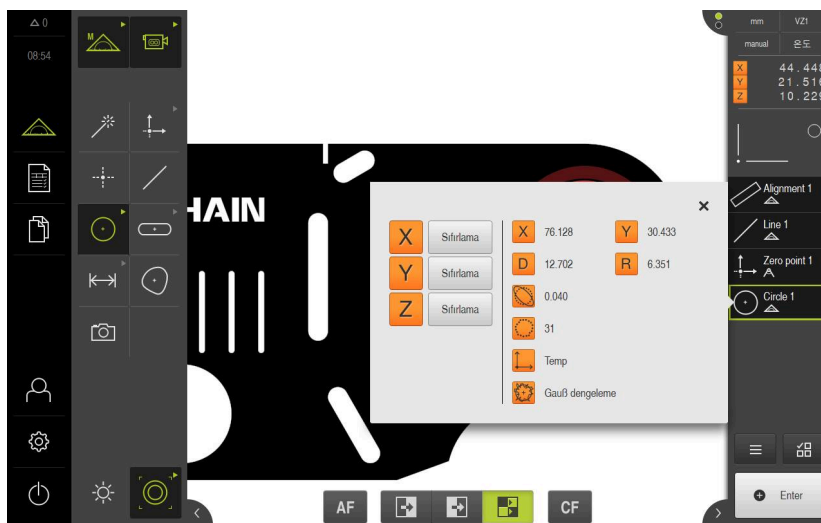 0
08:54
M
HAIN
mm VZ1
manual 온도
X 44.448
Y 21.516
Z 10.229
Alignment 1
Line 1
Zero point 1
Circle 1
X Sıfırlama
Y Sıfırlama
Z Sıfırlama
X 76.128 Y 30.433
D 12.702 R 6.351
0.040
31
Temp
Gauß dengeleme
AF
CF
Enter